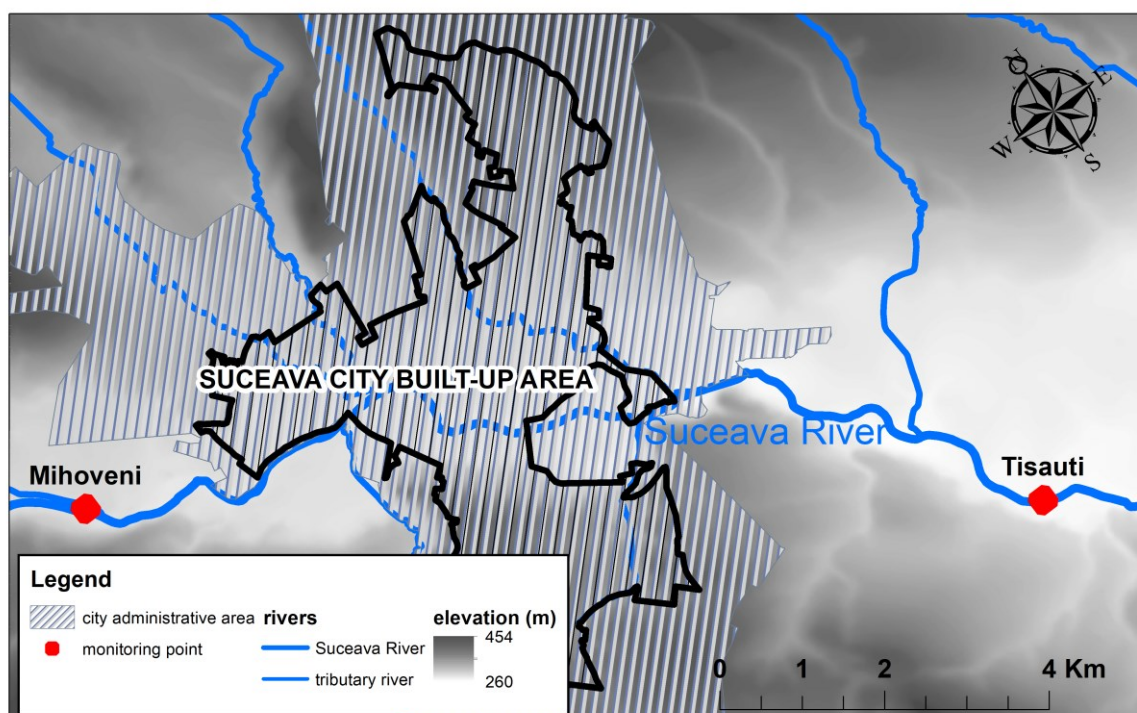 N
E
W
S
SUCEAVA CITY BUILT-UP AREA
Suceava River
Mihoveni
Tisauti
Legend
city administrative area
monitoring point
rivers
Suceava River
tributary river
elevation (m)
454
260
0 1 2 4 Km